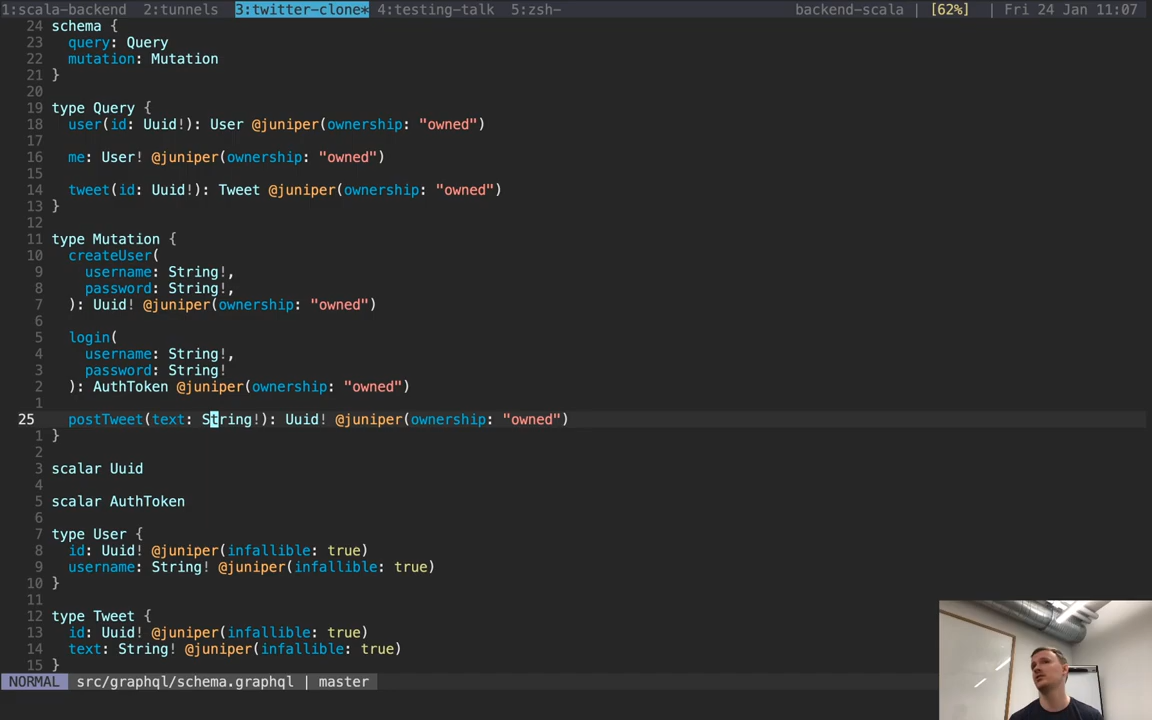 1:scala-backend 2:tunnels 3:twitter-clone* 4:testing-talk 5:zsh- backend-scala | [62%] | Fri 24 Jan 11:07
24 schema {
23   query: Query
22   mutation: Mutation
21 }
20
19 type Query {
18   user(id: Uuid!): User @juniper(ownership: "owned")
17
16   me: User! @juniper(ownership: "owned")
15
14   tweet(id: Uuid!): Tweet @juniper(ownership: "owned")
13 }
12
11 type Mutation {
10   createUser(
9     username: String!,
8     password: String!,
7   ): Uuid! @juniper(ownership: "owned")
6
5   login(
4     username: String!,
3     password: String!
2   ): AuthToken @juniper(ownership: "owned")
1
25   postTweet(text: String!): Uuid! @juniper(ownership: "owned")
1 }
2
3 scalar Uuid
4
5 scalar AuthToken
6
7 type User {
8   id: Uuid! @juniper(infallible: true)
9   username: String! @juniper(infallible: true)
10 }
11
12 type Tweet {
13   id: Uuid! @juniper(infallible: true)
14   text: String! @juniper(infallible: true)
15 }
NORMAL src/graphql/schema.graphql | master